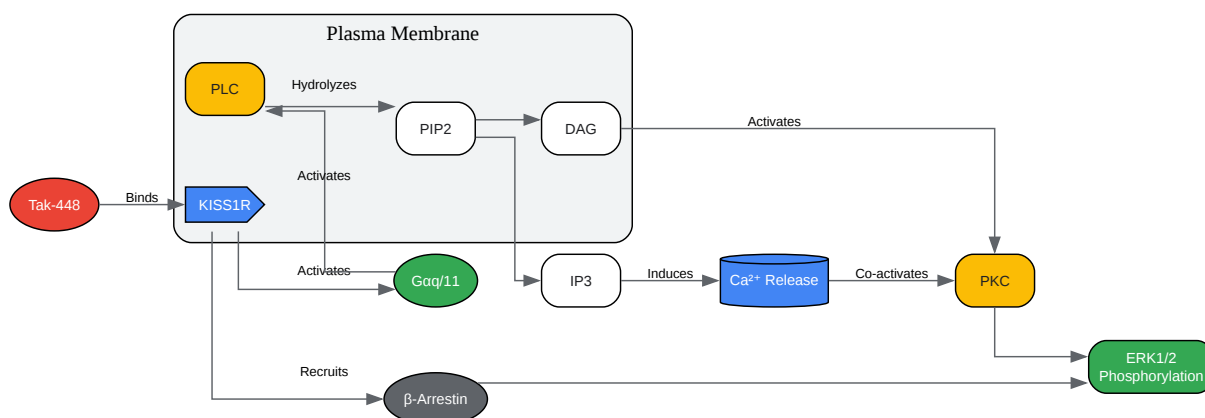 Plasma Membrane
PLC
Hydrolyzes
PIP2
DAG
Activates
Activates
Tak-448
Binds
KISS1R
Activates
Gαq/11
IP3
Induces
Ca²⁺ Release
Co-activates
PKC
Recruits
β-Arrestin
ERK1/2
Phosphorylation